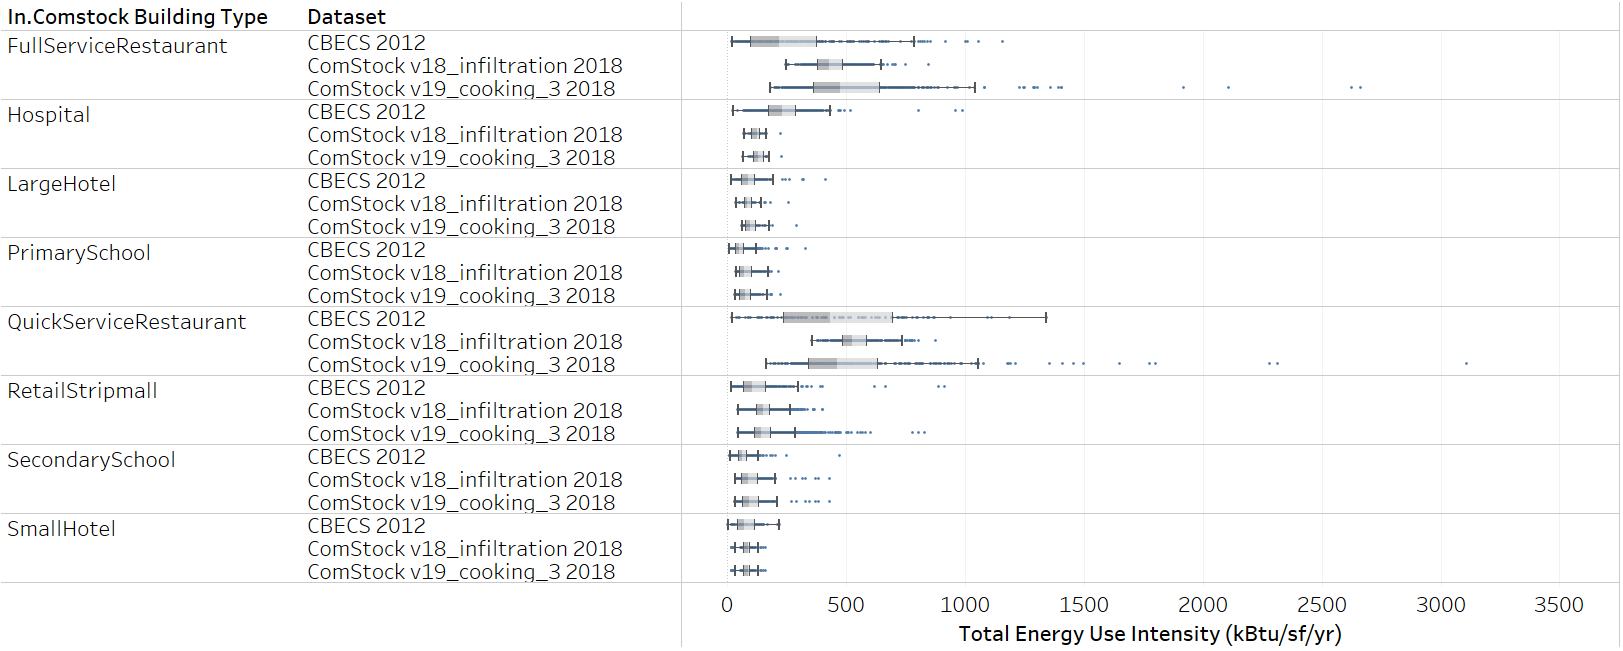 In.Comstock Building Type Dataset
FullServiceRestaurant CBECS 2012
ComStock v18_infiltration 2018
ComStock v19_cooking_3 2018
Hospital CBECS 2012
ComStock v18_infiltration 2018
ComStock v19_cooking_3 2018
LargeHotel CBECS 2012
ComStock v18_infiltration 2018
ComStock v19_cooking_3 2018
PrimarySchool CBECS 2012
ComStock v18_infiltration 2018
ComStock v19_cooking_3 2018
QuickServiceRestaurant CBECS 2012
ComStock v18_infiltration 2018
ComStock v19_cooking_3 2018
RetailStripmall CBECS 2012
ComStock v18_infiltration 2018
ComStock v19_cooking_3 2018
SecondarySchool CBECS 2012
ComStock v18_infiltration 2018
ComStock v19_cooking_3 2018
SmallHotel CBECS 2012
ComStock v18_infiltration 2018
ComStock v19_cooking_3 2018
0 500 1000 1500 2000 2500 3000 3500
Total Energy Use Intensity (kBtu/sf/yr)